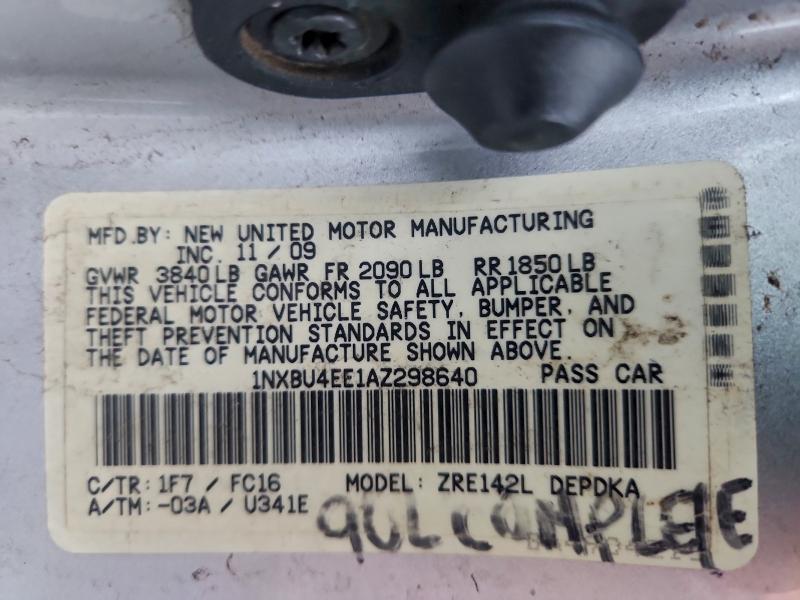 MFD.BY: NEW UNITED MOTOR MANUFACTURING
INC. 11 / 09
GVWR 3840 LB GAWR FR 2090 LB RR 1850 LB
THIS VEHICLE CONFORMS TO ALL APPLICABLE
FEDERAL MOTOR VEHICLE SAFETY, BUMPER, AND
THEFT PREVENTION STANDARDS IN EFFECT ON
THE DATE OF MANUFACTURE SHOWN ABOVE.
1NXBU4EE1AZ298640 PASS CAR
C/TR: 1F7 / FC16 MODEL: ZRE142L DEPDKA
A/TM: -03A / U341E
COMPLETE